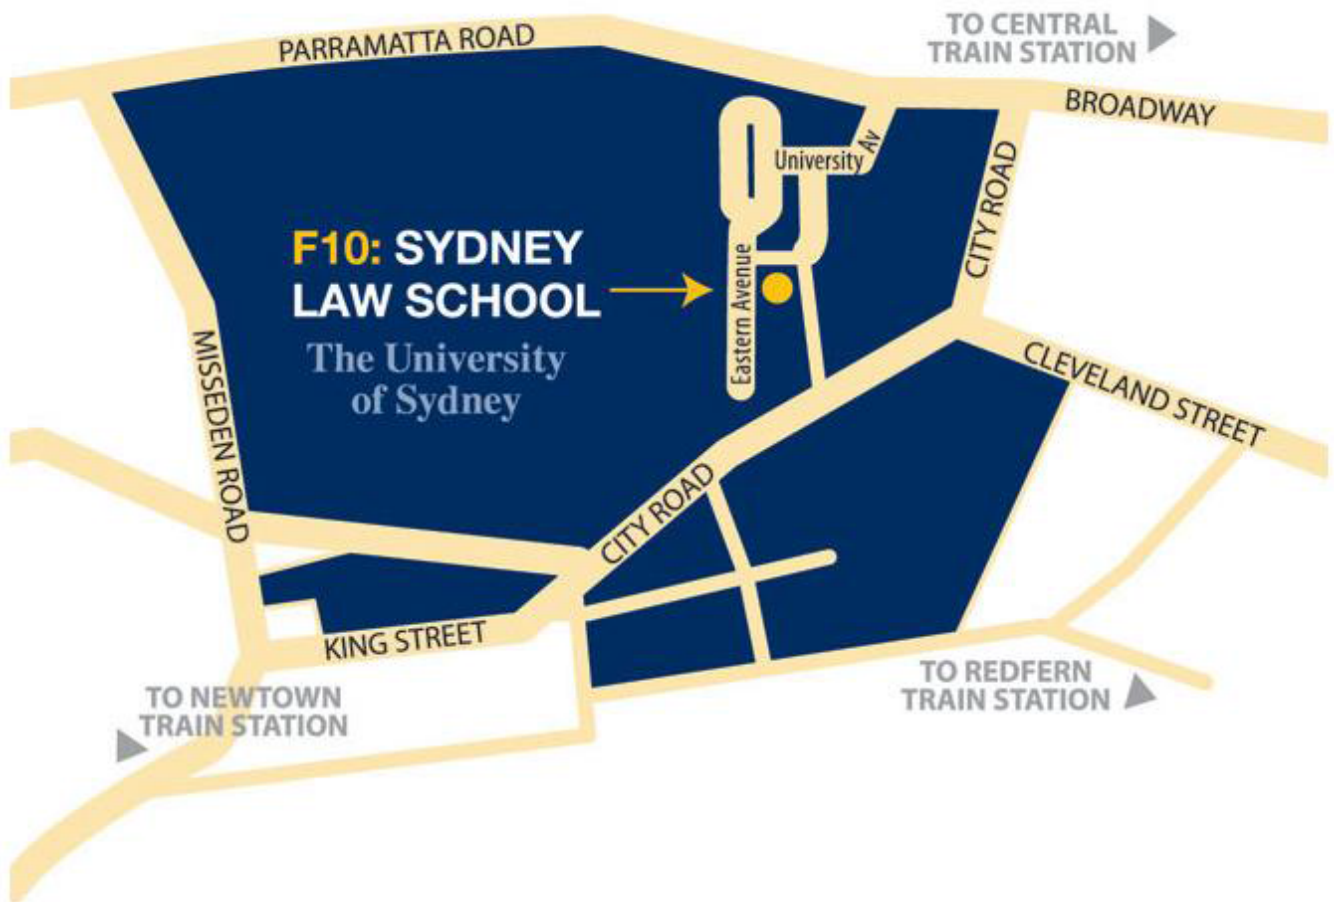 PARRAMATTA ROAD
TO CENTRAL
TRAIN STATION
BROADWAY
University Av
CITY ROAD
F10: SYDNEY
LAW SCHOOL
The University
of Sydney
Eastern Avenue
MISSEDEN ROAD
CLEVELAND STREET
CITY ROAD
KING STREET
TO NEWTOWN
TRAIN STATION
TO REDFERN
TRAIN STATION